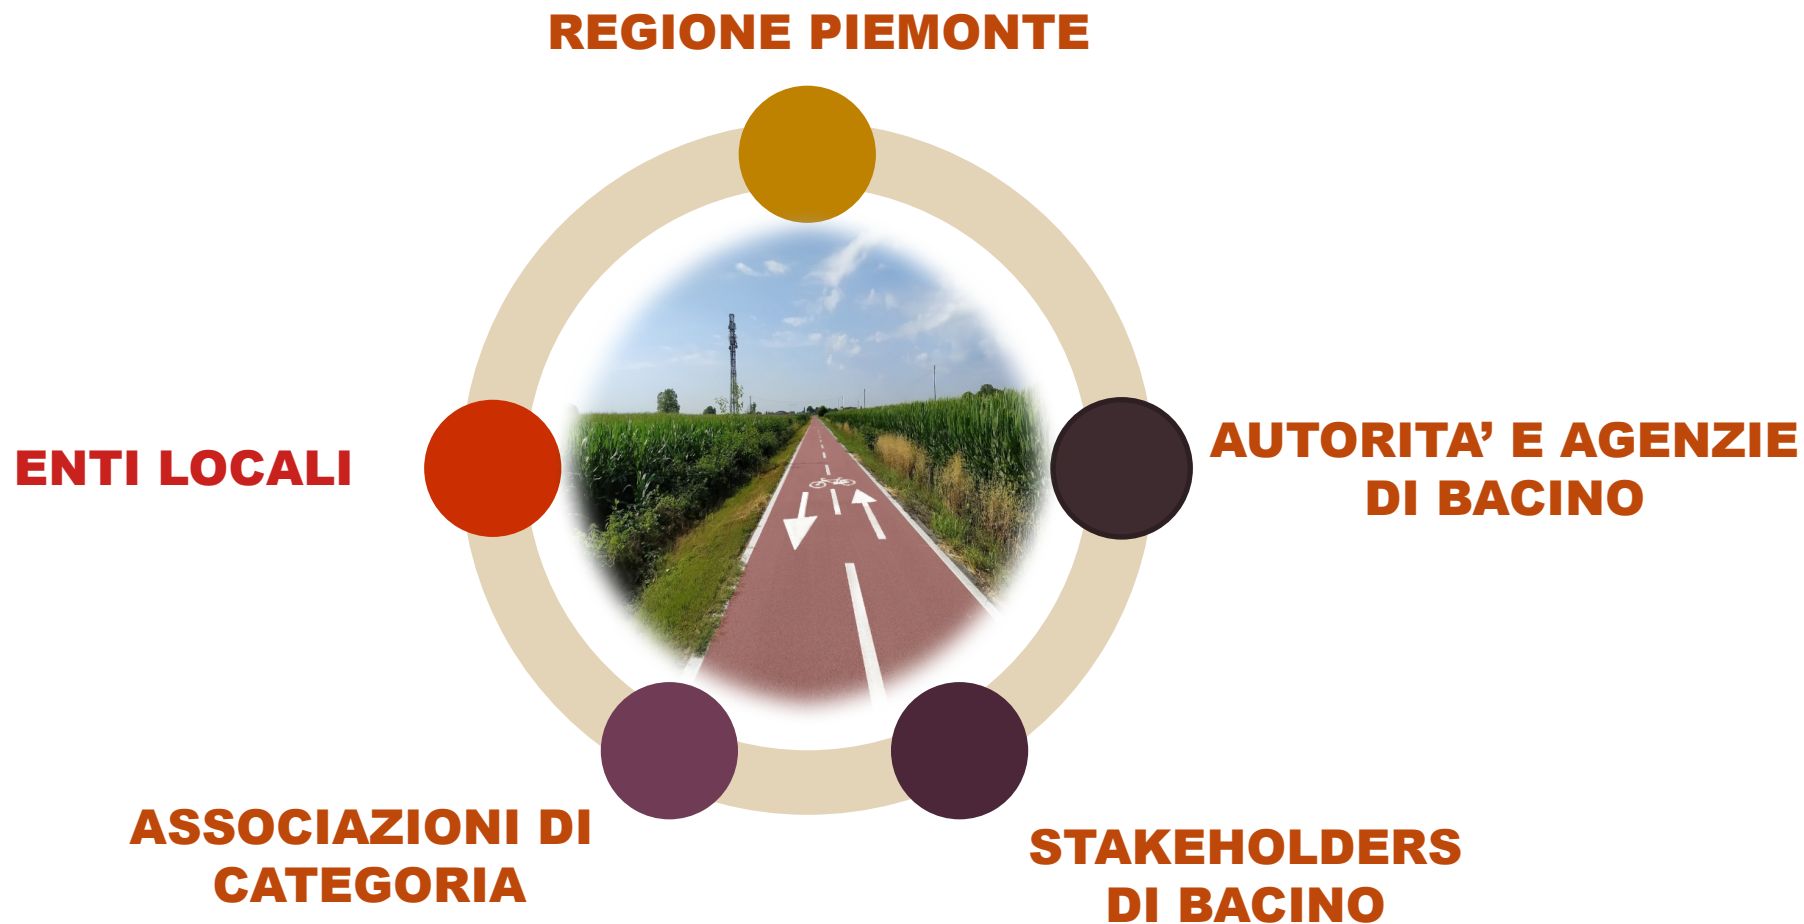 REGIONE PIEMONTE
ENTI LOCALI
AUTORITA’ E AGENZIE
DI BACINO
ASSOCIAZIONI DI
CATEGORIA
STAKEHOLDERS
DI BACINO